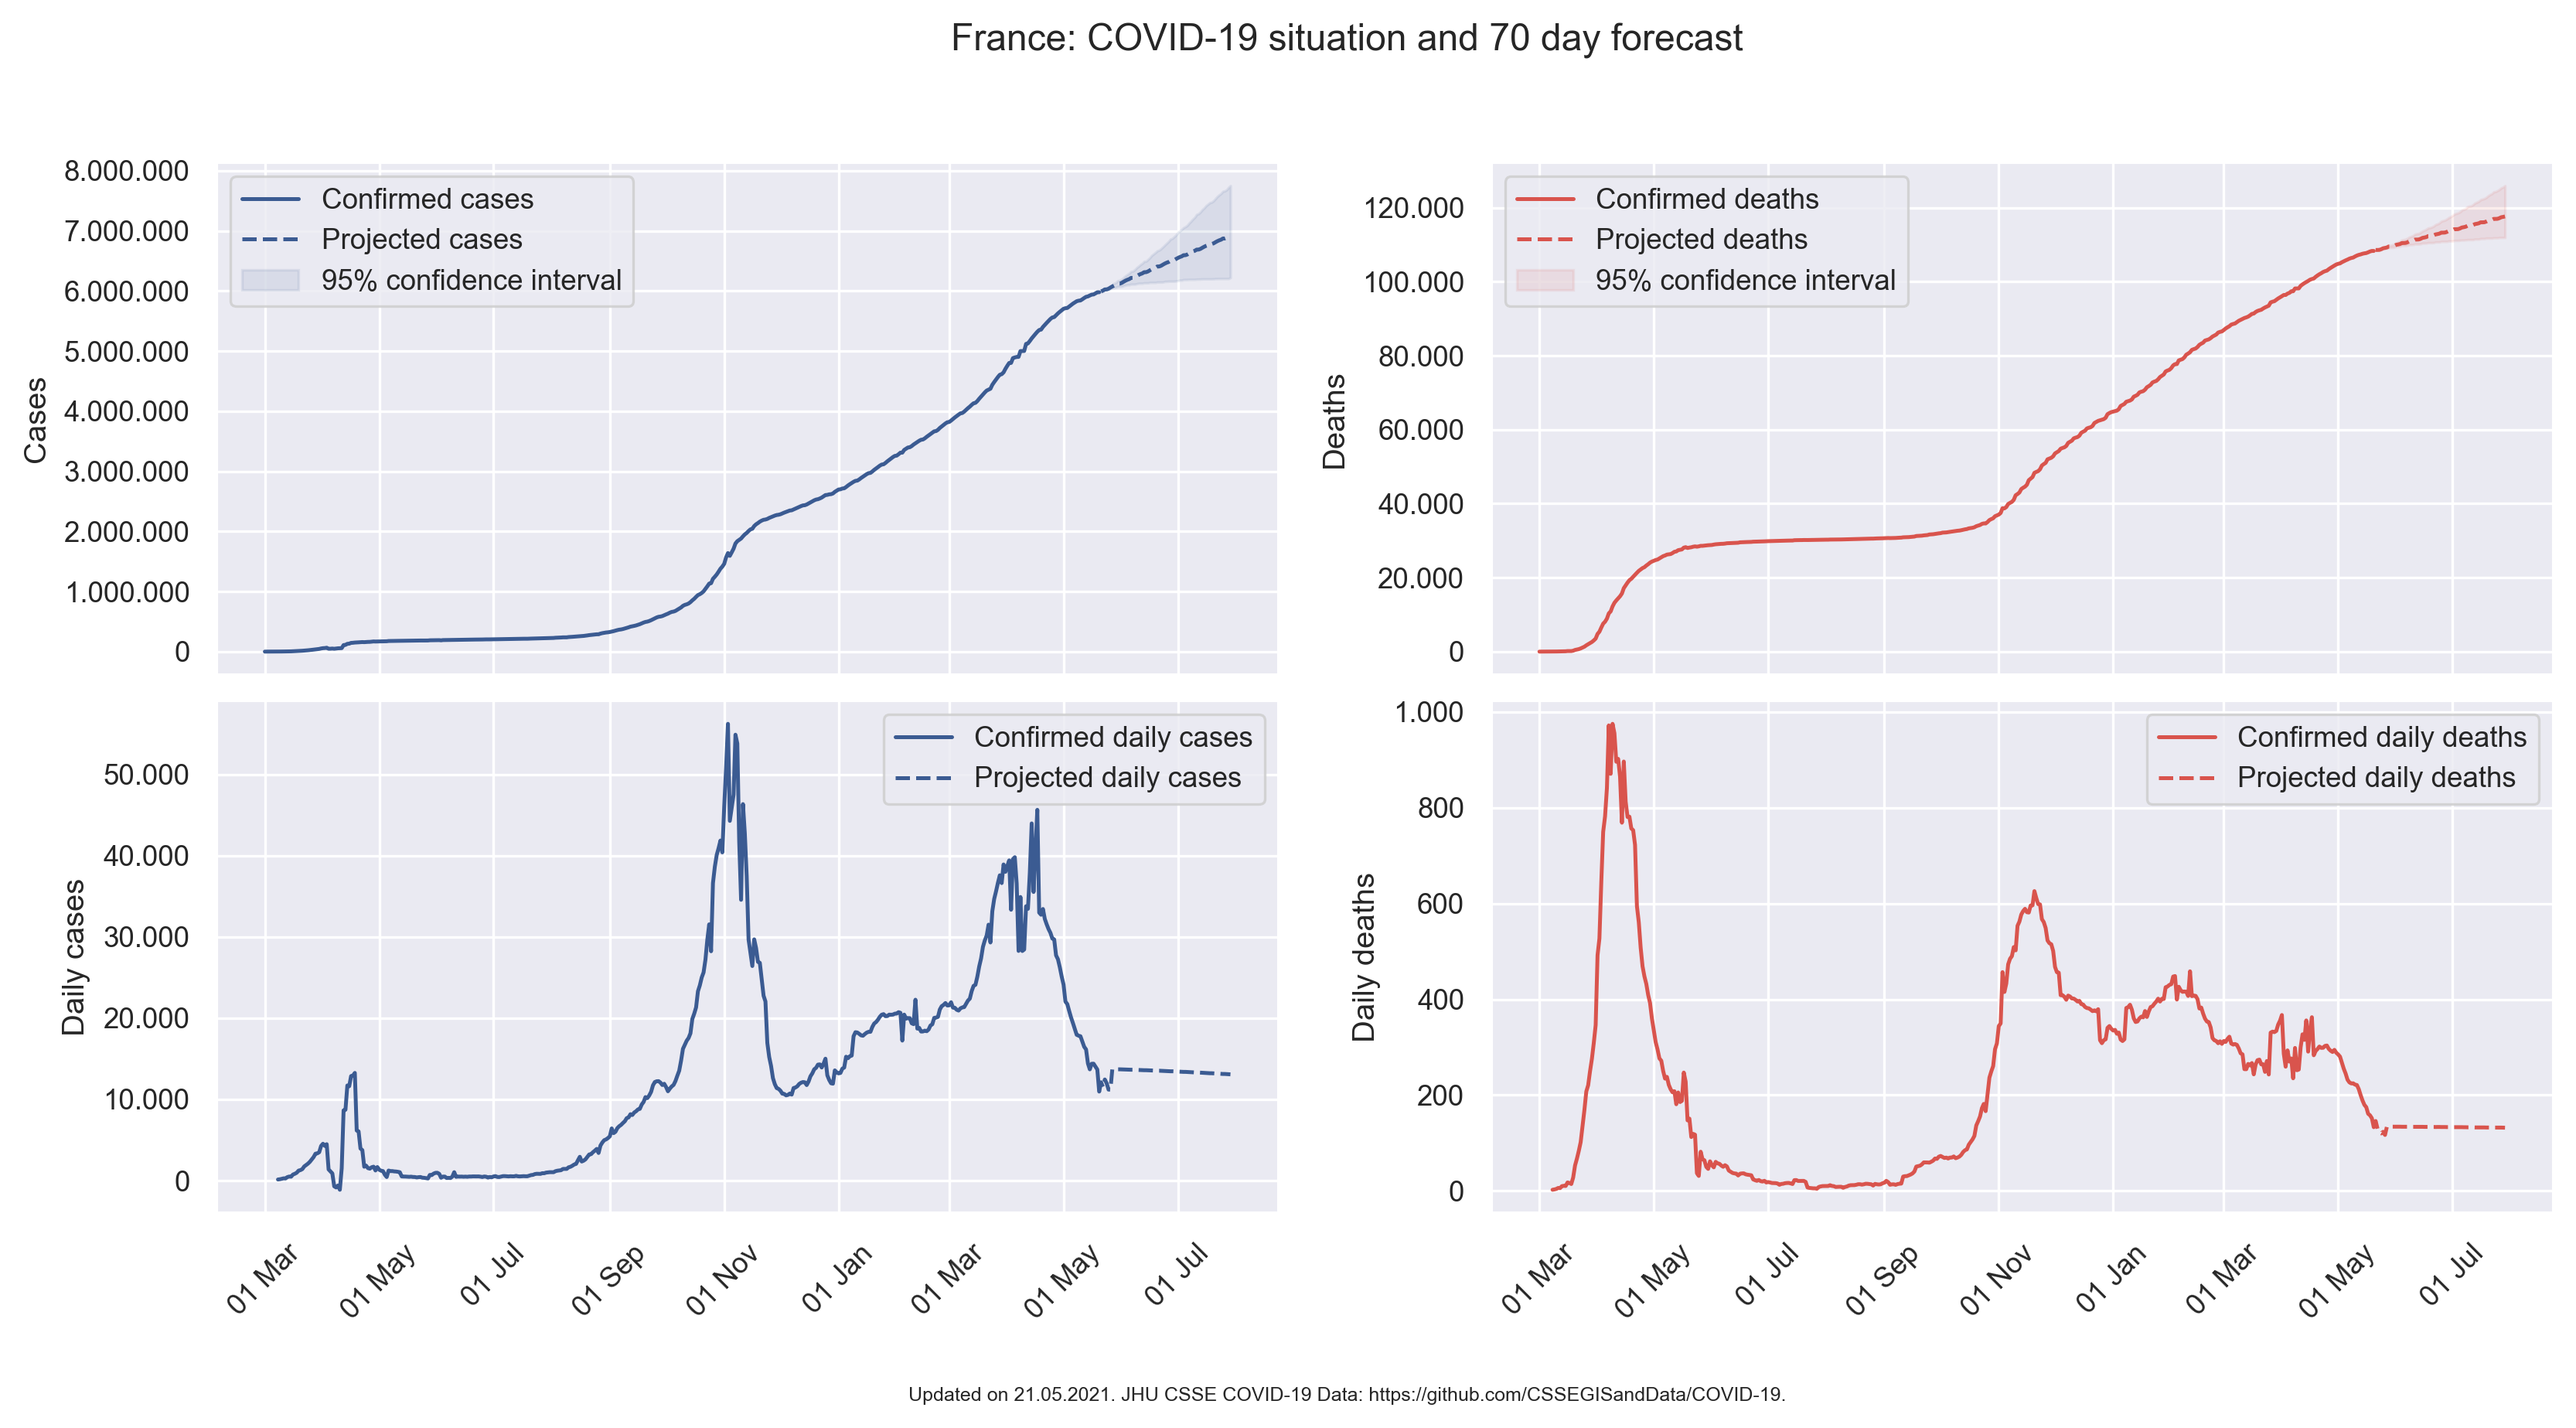 France: COVID-19 situation and 70 day forecast
8.000.000
7.000.000
6.000.000
5.000.000
4.000.000
3.000.000
2.000.000
1.000.000
0
Cases
Confirmed cases
Projected cases
95% confidence interval
120.000
100.000
80.000
60.000
40.000
20.000
0
Deaths
Confirmed deaths
Projected deaths
95% confidence interval
50.000
40.000
30.000
20.000
10.000
0
Daily cases
Confirmed daily cases
Projected daily cases
01 Mar
01 May
01 Jul
01 Sep
01 Nov
01 Jan
01 Mar
01 May
01 Jul
1.000
800
600
400
200
0
Daily deaths
Confirmed daily deaths
Projected daily deaths
01 Mar
01 May
01 Jul
01 Sep
01 Nov
01 Jan
01 Mar
01 May
01 Jul
Updated on 21.05.2021. JHU CSSE COVID-19 Data: https://github.com/CSSEGISandData/COVID-19.